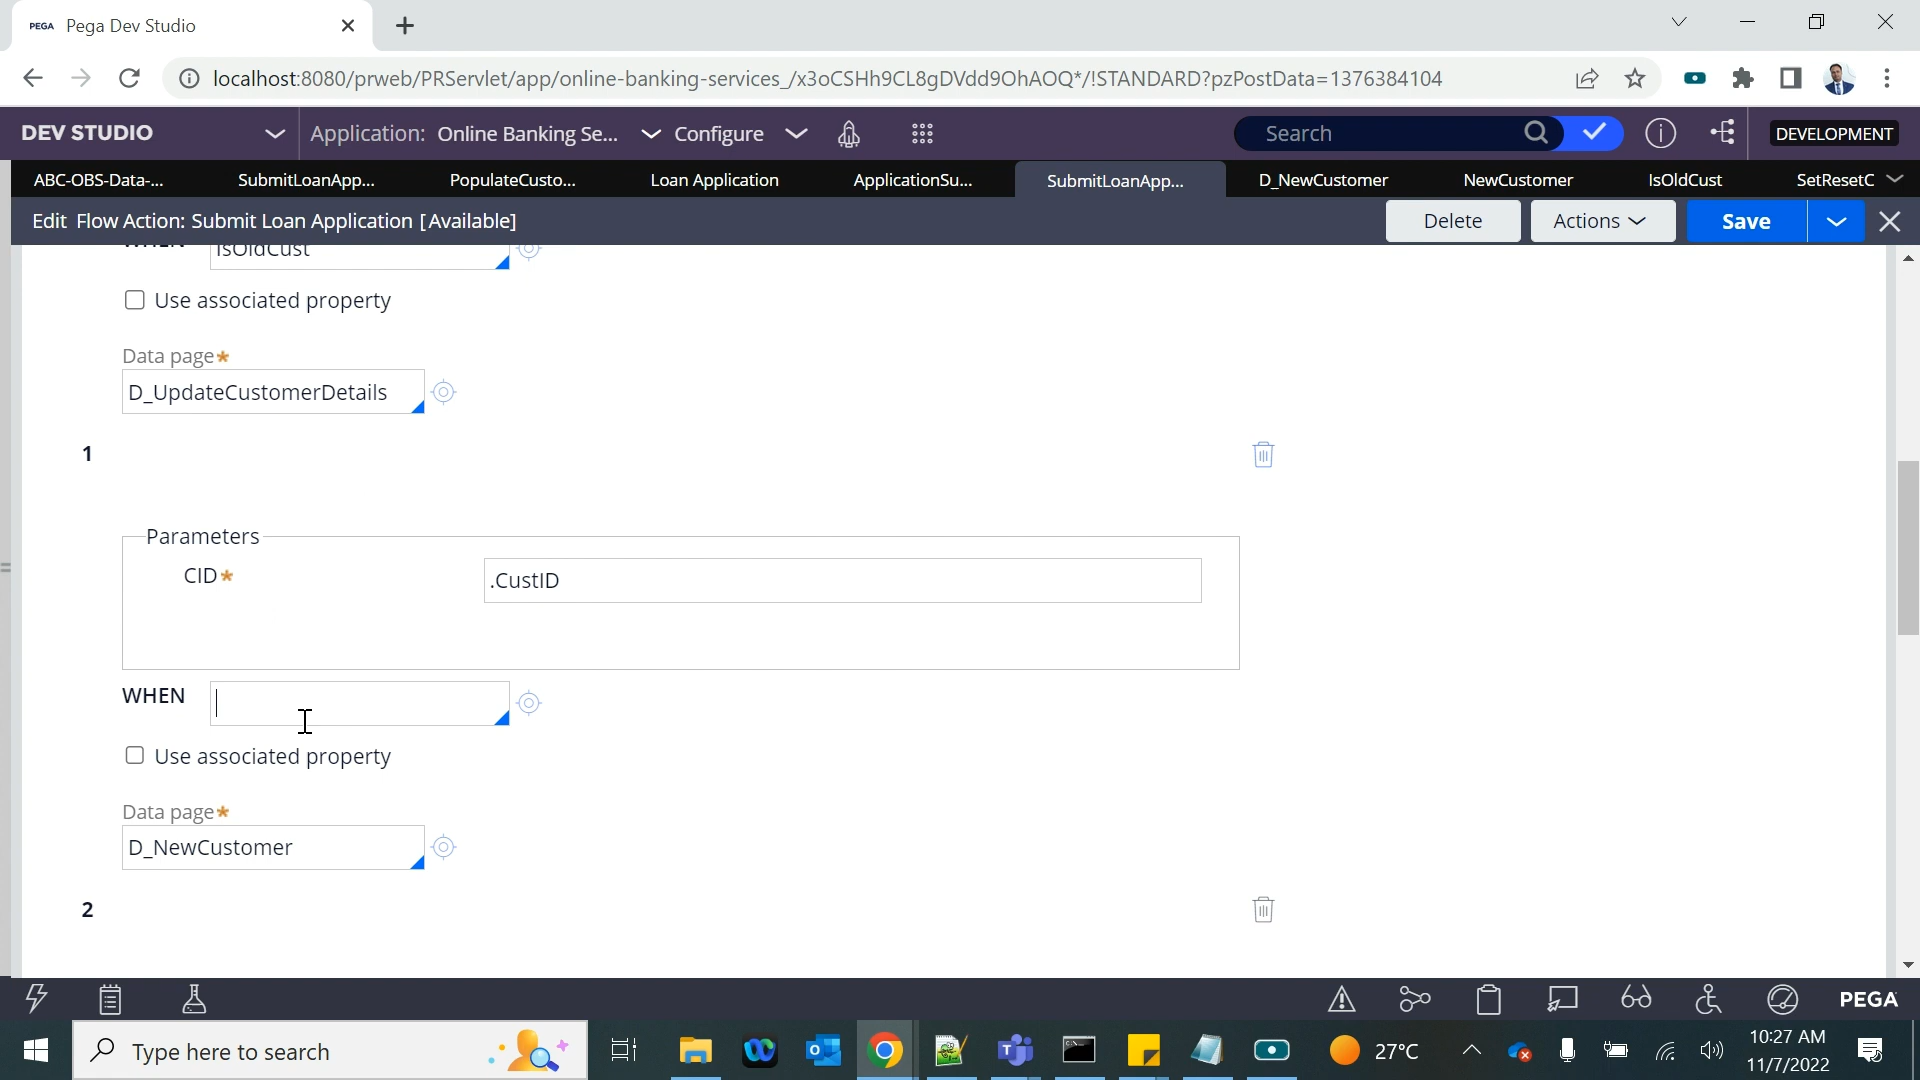 PEGA Pega Dev Studio
localhost:8080/prweb/PRServlet/app/online-banking-services_/x3oCSHh9CL8gDVdd9OhAOQ*/!STANDARD?pzPostData=1376384104
DEV STUDIO Application: Online Banking Se... Configure Search DEVELOPMENT
ABC-OBS-Data-... SubmitLoanApp... PopulateCusto... Loan Application ApplicationSu... SubmitLoanApp... D_NewCustomer NewCustomer IsOldCust SetResetC
Edit Flow Action: Submit Loan Application [Available] Delete Actions Save
WHEN IsOldCust
Use associated property
Data page*
D_UpdateCustomerDetails
1
Parameters
CID* .CustID
WHEN
Use associated property
Data page*
D_NewCustomer
2
PEGA
Type here to search 27°C 10:27 AM
11/7/2022